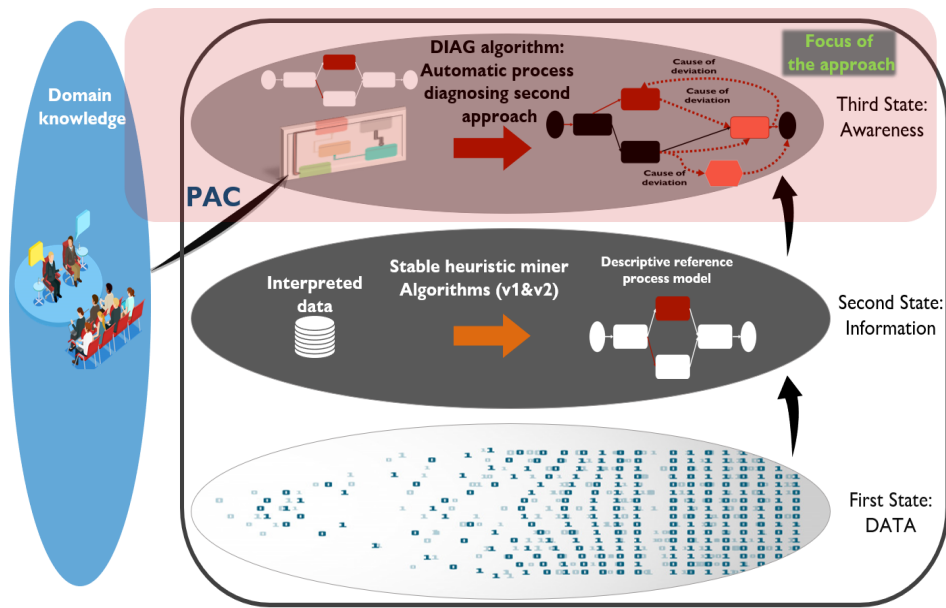 Domain
knowledge
PAC
DIAG algorithm:
Automatic process
diagnosing second
approach
Cause of
deviation
Cause of
deviation
Cause of
deviation
Focus of
the approach
Third State:
Awareness
Interpreted
data
Stable heuristic miner
Algorithms (v1&v2)
Descriptive reference
process model
Second State:
Information
First State:
DATA